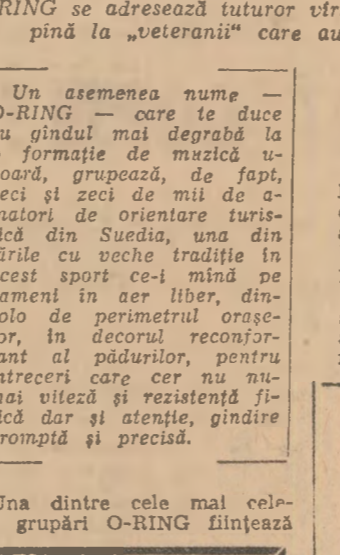 RING se adresează tuturor vîr
pînă la „veteranii“ care au
Un asemenea nume —
O-RING — care te duce
u gîndul mai degrabă la
formație de muzică u-
oară, grupează, de fapt,
eci și zeci de mii de a-
matori de orientare turis-
ică din Suedia, una din
ările cu veche tradiție în
cest sport ce-i mînă pe
ameni în aer liber, din-
olo de perimetrul orașe-
or, în decorul reconfor-
ant al pădurilor, pentru
ntreceri care cer nu nu-
mai viteză și rezistență fi-
ică dar și atenție, gîndire
romptă și precisă.
Una dintre cele mai cele-
grupări O-RING ființează